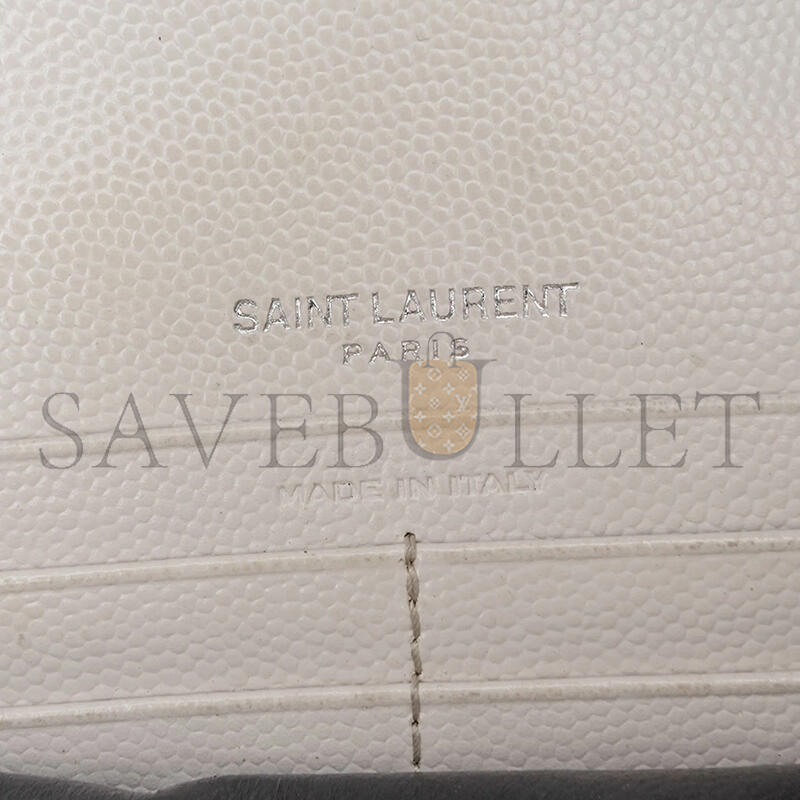 SAINT LAURENT
PARIS
SAVEBULLET
MADE IN ITALY